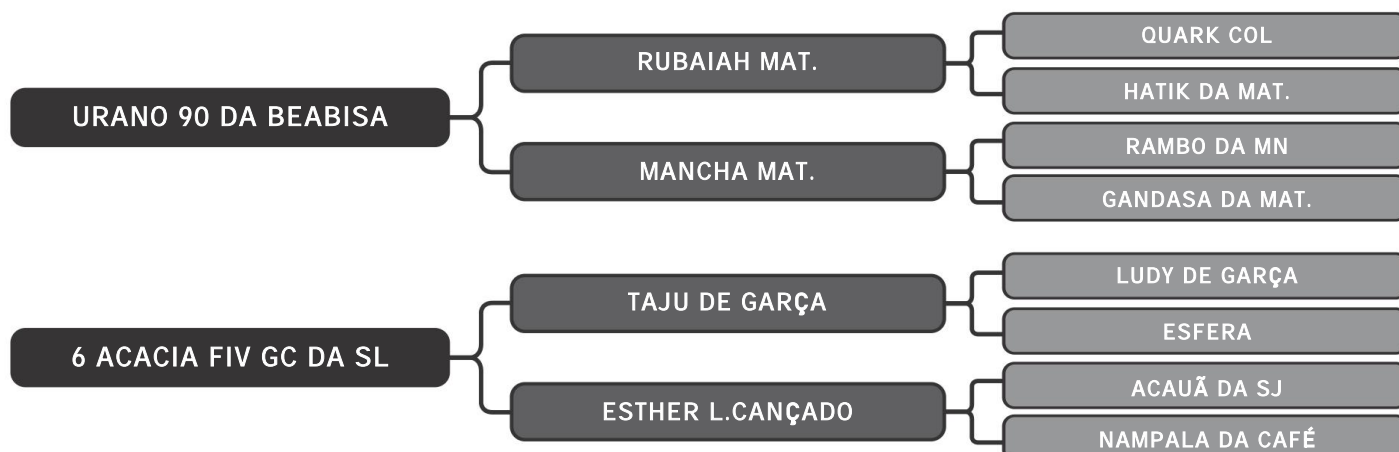 URANO 90 DA BEABISA
RUBAIAH MAT.
QUARK COL
HATIK DA MAT.
MANCHA MAT.
RAMBO DA MN
GANDASA DA MAT.
6 ACACIA FIV GC DA SL
TAJU DE GARÇA
LUDY DE GARÇA
ESFERA
ESTHER L.CANÇADO
ACAUÃ DA SJ
NAMPALA DA CAFÉ